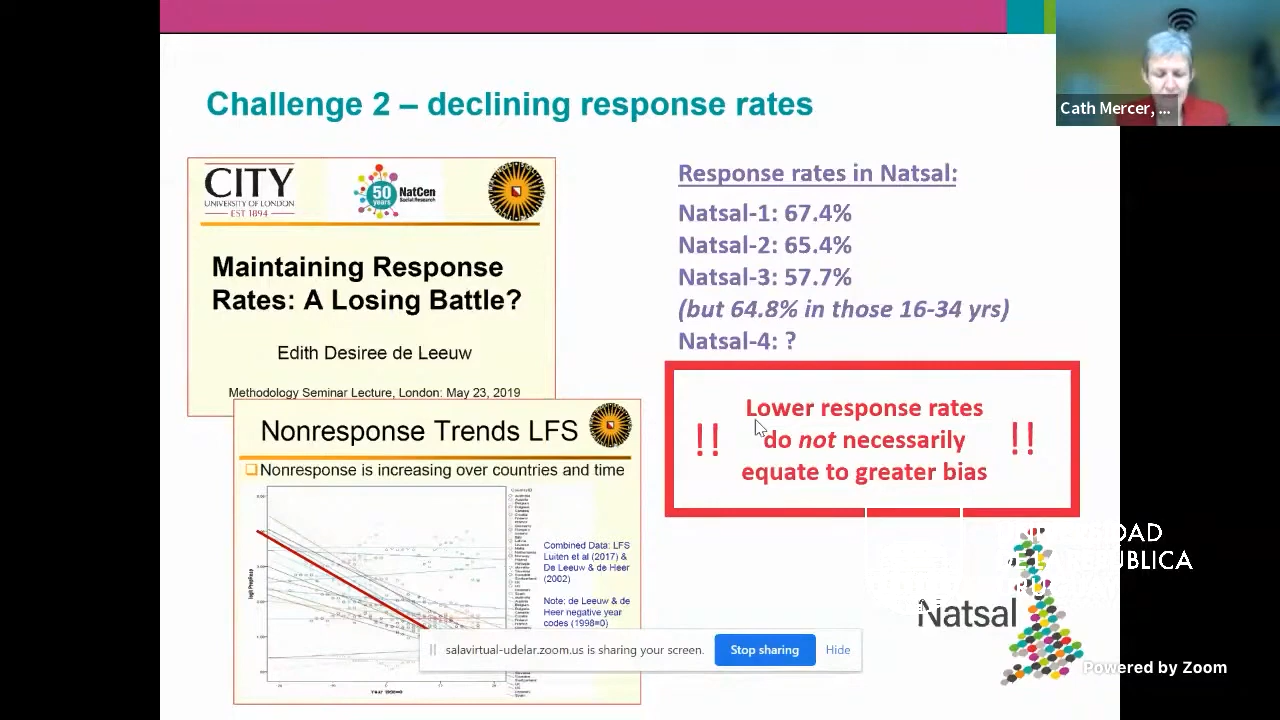 Challenge 2 – declining response rates
Cath Mercer, ...
CITY
UNIVERSITY OF LONDON
EST 1894
50
years
NatCen
Social Research
Maintaining Response
Rates: A Losing Battle?
Edith Desiree de Leeuw
Methodology Seminar Lecture, London: May 23, 2019
Nonresponse Trends LFS
Nonresponse is increasing over countries and time
Combined Data: LFS
Luiten et al (2017) &
De Leeuw & de Heer
(2002)
Note: de Leeuw & de
Heer negative year
codes (1998=0)
Year 1998=0
Response rates in Natsal:
Natsal-1: 67.4%
Natsal-2: 65.4%
Natsal-3: 57.7%
(but 64.8% in those 16-34 yrs)
Natsal-4: ?
!! Lower response rates !!
do not necessarily
equate to greater bias
Natsal
salavirtual-udelar.zoom.us is sharing your screen.
Stop sharing
Hide
Powered by Zoom